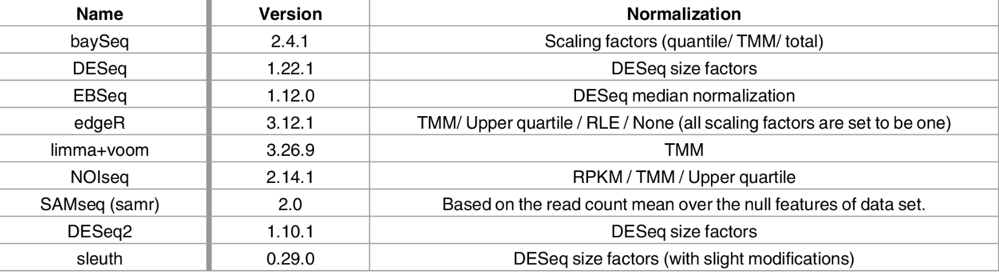 Name Version Normalization
baySeq 2.4.1 Scaling factors (quantile/ TMM/ total)
DESeq 1.22.1 DESeq size factors
EBSeq 1.12.0 DESeq median normalization
edgeR 3.12.1 TMM/ Upper quartile / RLE / None (all scaling factors are set to be one)
limma+voom 3.26.9 TMM
NOIseq 2.14.1 RPKM / TMM / Upper quartile
SAMseq (samr) 2.0 Based on the read count mean over the null features of data set.
DESeq2 1.10.1 DESeq size factors
sleuth 0.29.0 DESeq size factors (with slight modifications)